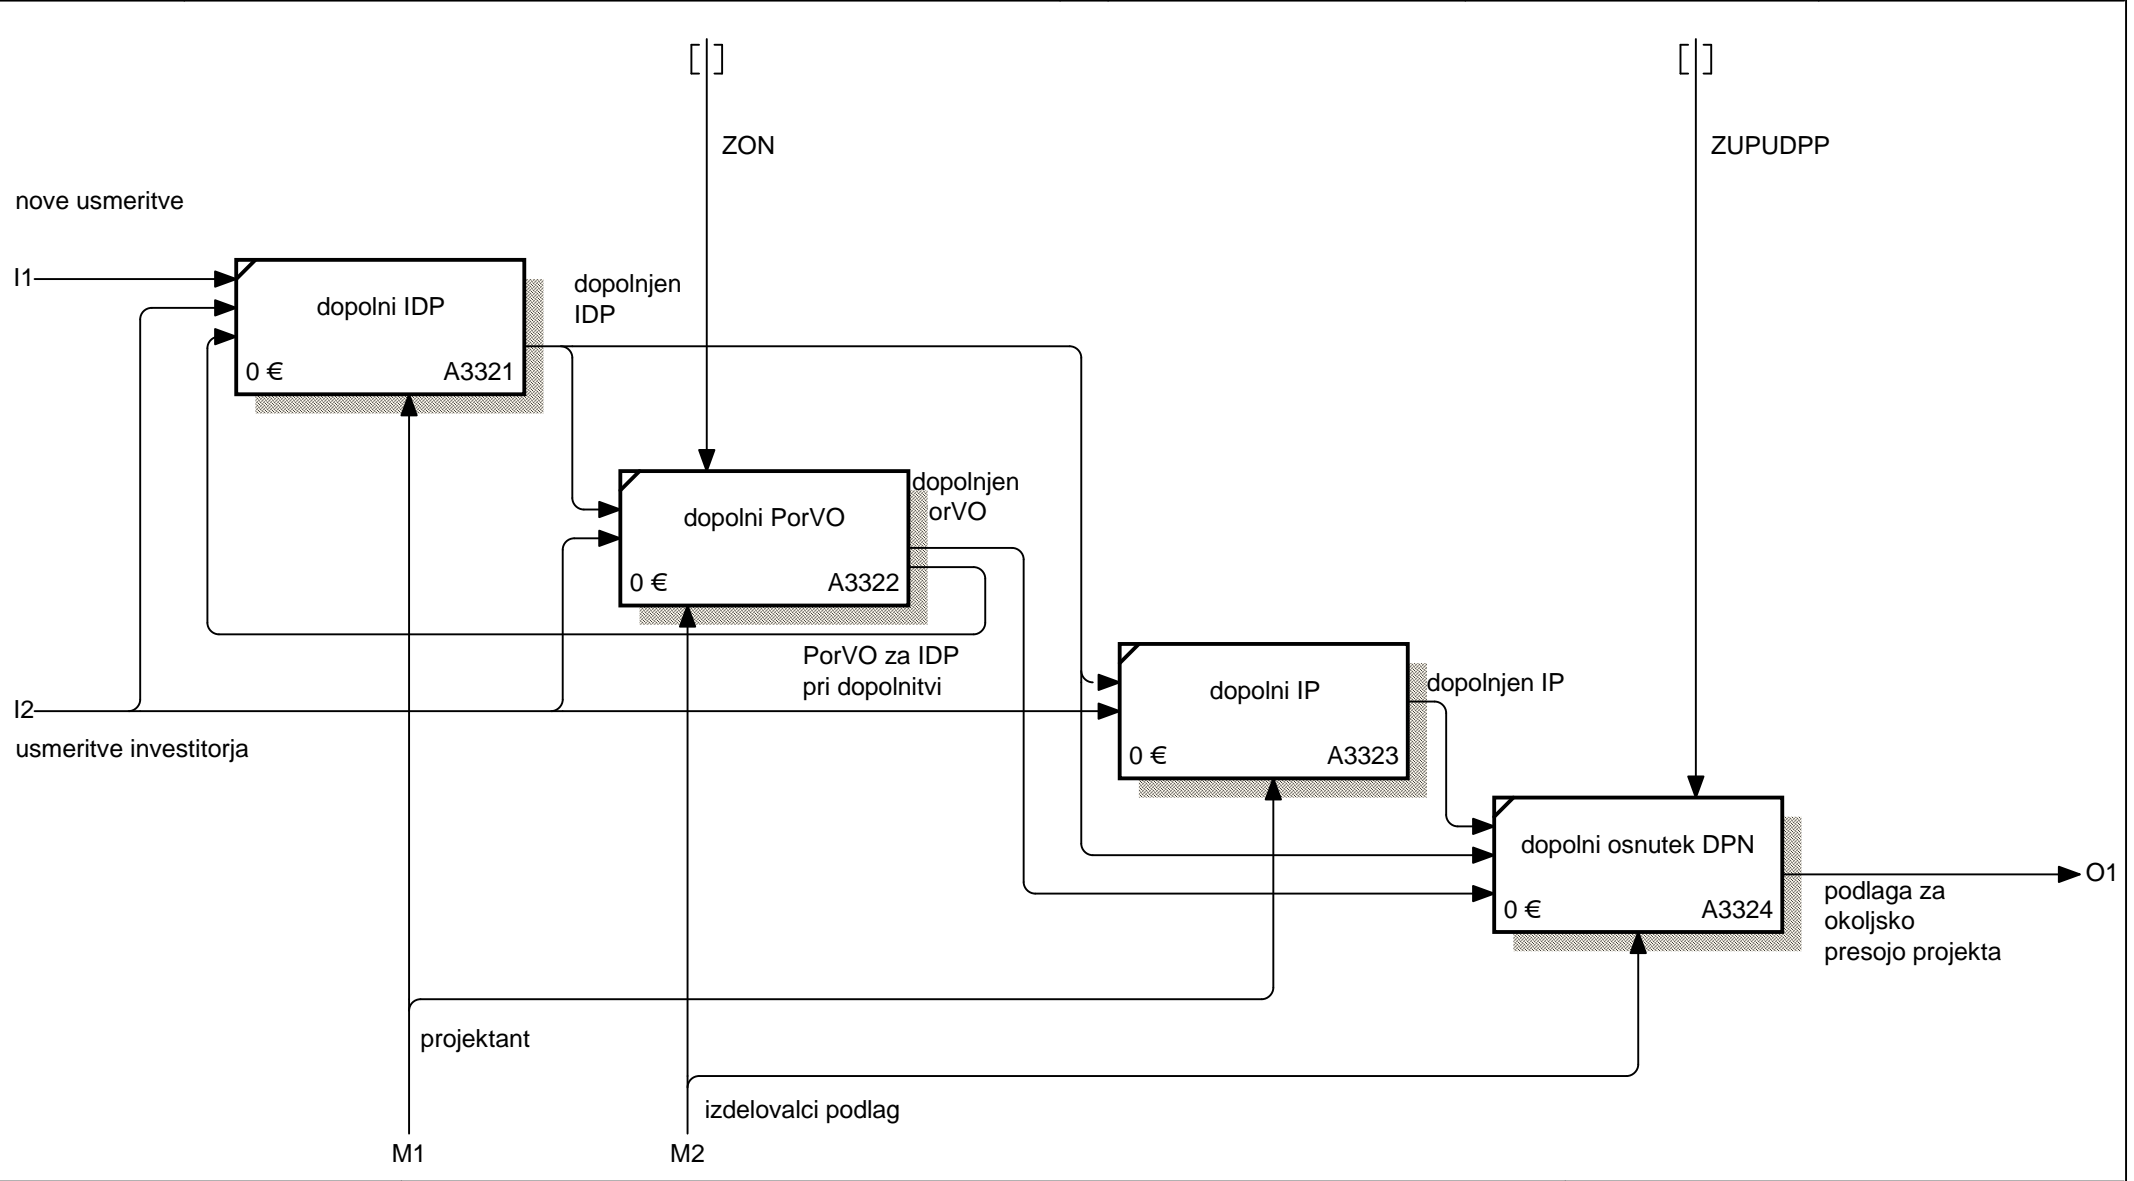 [ ]
[ ]
ZON
ZUPUDPP
nove usmeritve
I1
dopolni IDP
0 €
A3321
dopolnjen
IDP
dopolni PorVO
0 €
A3322
dopolnjen
orVO
PorVO za IDP
pri dopolnitvi
I2
usmeritve investitorja
dopolni IP
0 €
A3323
dopolnjen IP
dopolni osnutek DPN
0 €
A3324
O1
podlaga za
okoljsko
presojo projekta
projektant
izdelovalci podlag
M1
M2